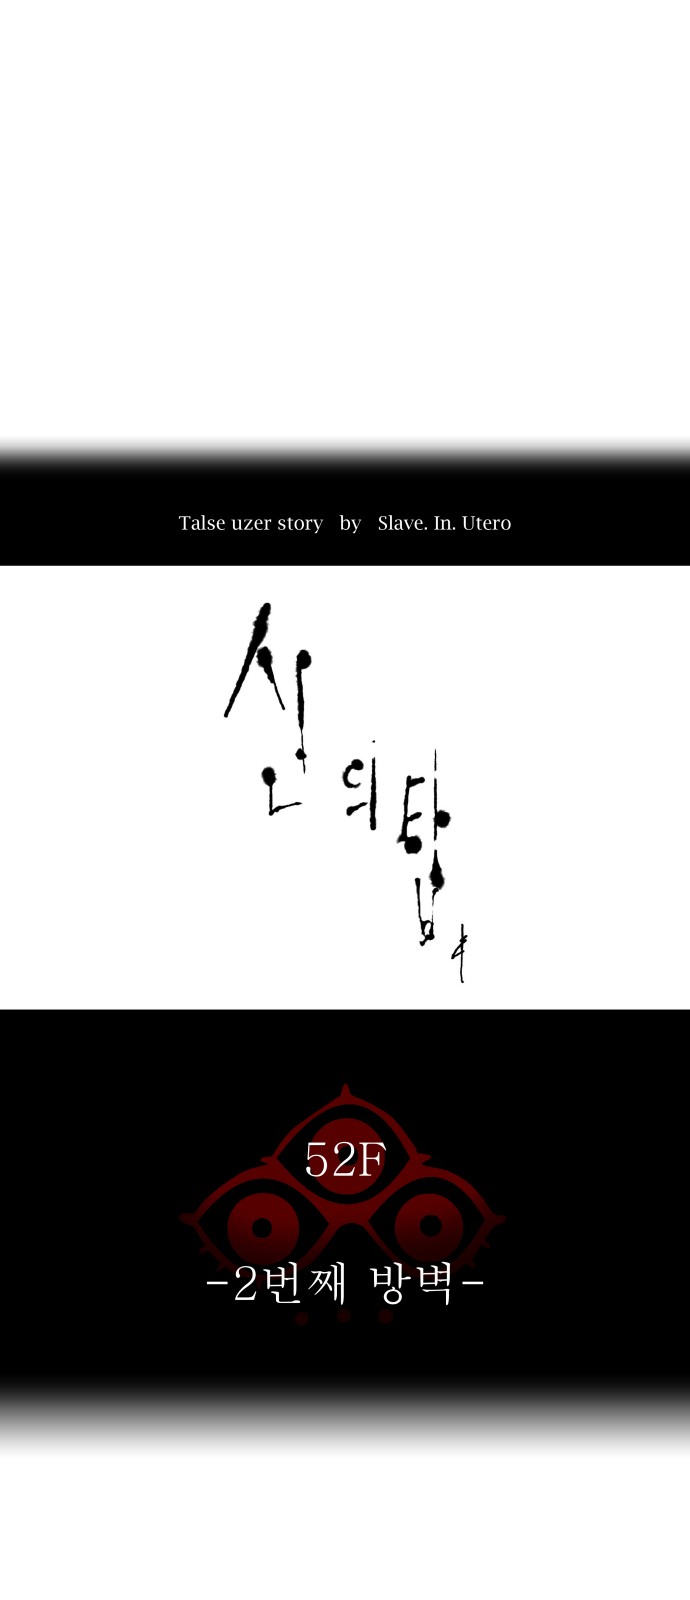 Talse uzer story by Slave. In. Utero
신의탑
52F
-2번째 방벽-